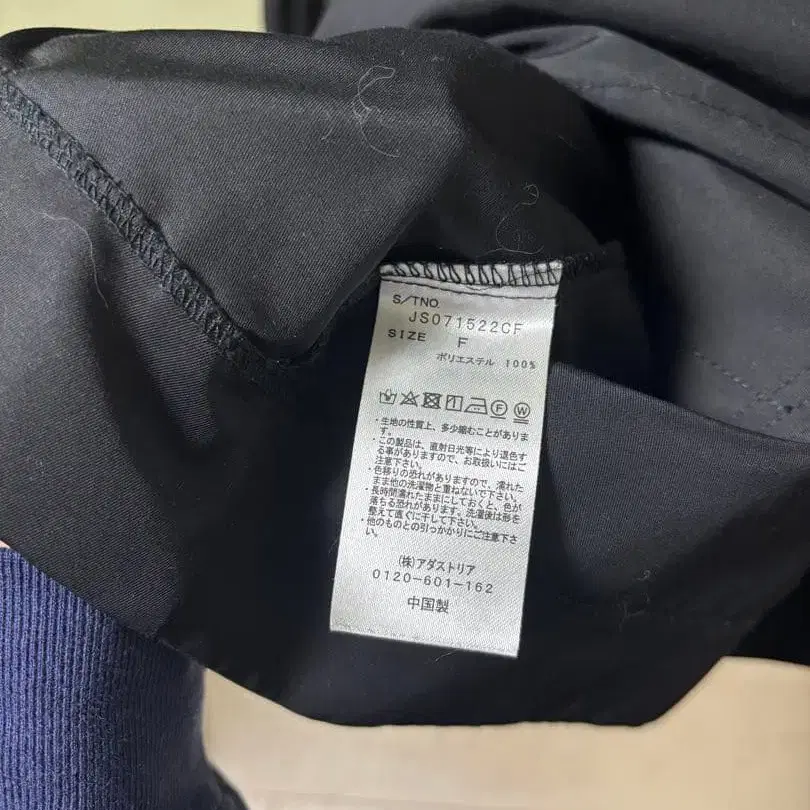 S/TNO.
JS071522CF
SIZE F
ポリエステル 100%
F W
・生地の性質上、多少縮むことがありま
す。
・この製品は、直射日光等により退色す
る事がありますので、お取扱いにはご
注意下さい。
・色移りの恐れがありますので、濡れた
まま他の洗濯物と重ねないで下さい。
・長時間濡れたままにしておくと、色が
落ちる恐れがあります。洗濯後は形を
整えて直ぐに干して下さい。
・他のものとの引っかかりにご注意下さ
い。
(株)アダストリア
0120-601-162
中国製